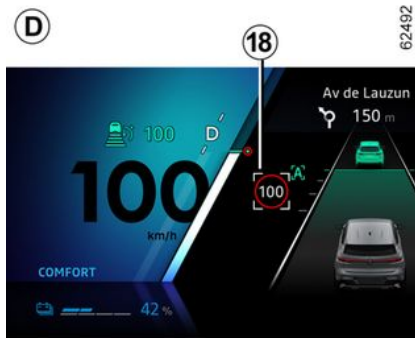 D
18
62492
Av de Lauzun
150 m
100
D
[A]
100
100
km/h
COMFORT
42 %